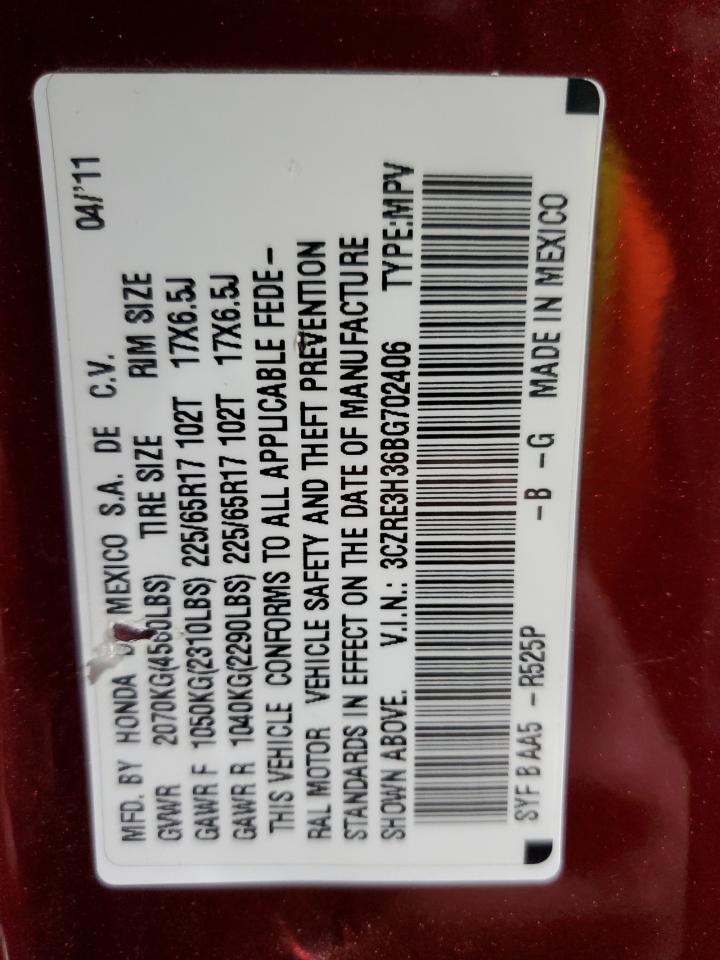 MFD. BY HONDA DE MEXICO S.A. DE C.V. 04/'11
GVWR 2070KG(4560LBS) TIRE SIZE RIM SIZE
GAWR F 1050KG(2310LBS) 225/65R17 102T 17X6.5J
GAWR R 1040KG(2290LBS) 225/65R17 102T 17X6.5J
THIS VEHICLE CONFORMS TO ALL APPLICABLE FEDE-
RAL MOTOR VEHICLE SAFETY AND THEFT PREVENTION
STANDARDS IN EFFECT ON THE DATE OF MANUFACTURE
SHOWN ABOVE. V.I.N.: 3CZRE3H36BG702406 TYPE:MPV
SYF B AA5 -R525P -B -G MADE IN MEXICO